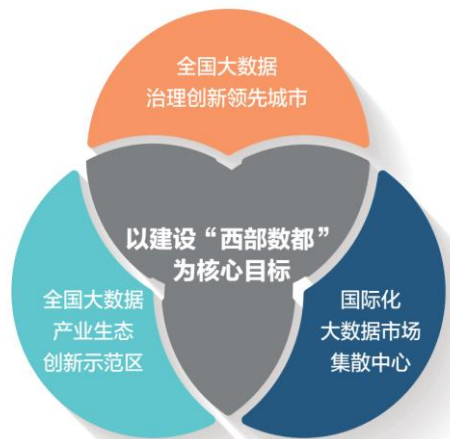 全国大数据
治理创新领先城市
以建设“西部数都”
为核心目标
全国大数据
产业生态
创新示范区
国际化
大数据市场
集散中心